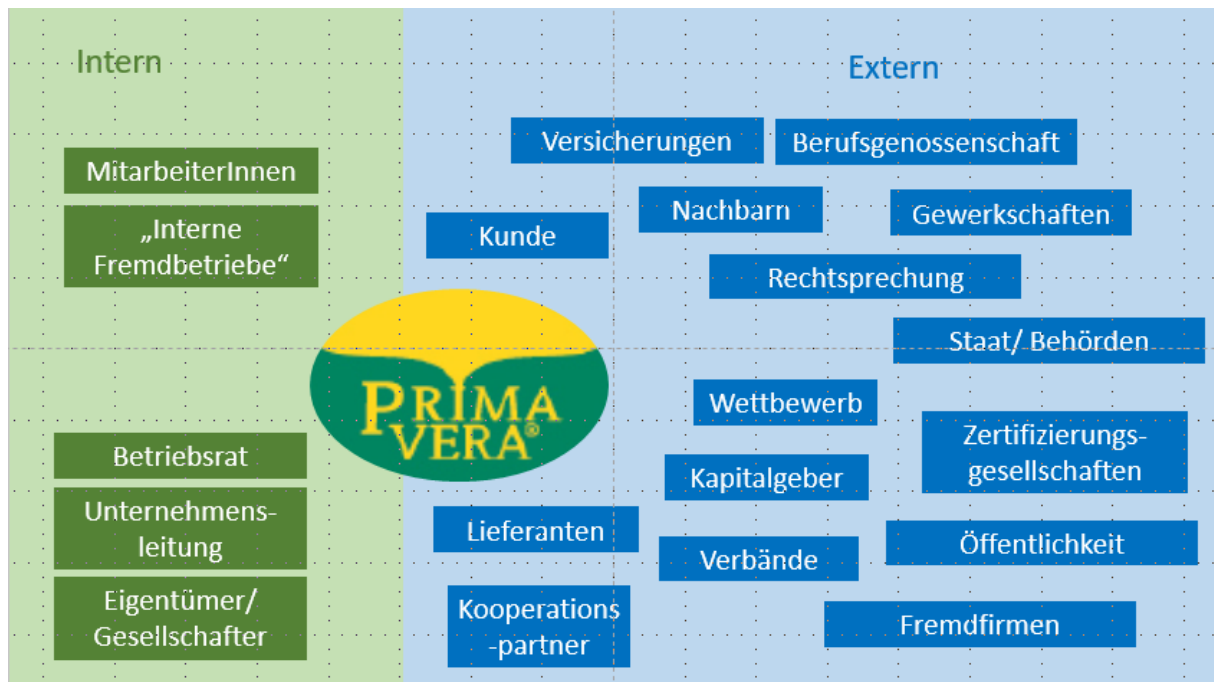 Intern
MitarbeiterInnen
„Interne
Fremdbetriebe“
Betriebsrat
Unternehmens-
leitung
Eigentümer/
Gesellschafter
PRIMA
VERA®
Extern
Versicherungen
Berufsgenossenschaft
Nachbarn
Gewerkschaften
Kunde
Rechtsprechung
Staat/ Behörden
Wettbewerb
Zertifizierungs-
gesellschaften
Kapitalgeber
Lieferanten
Öffentlichkeit
Verbände
Kooperations
-partner
Fremdfirmen